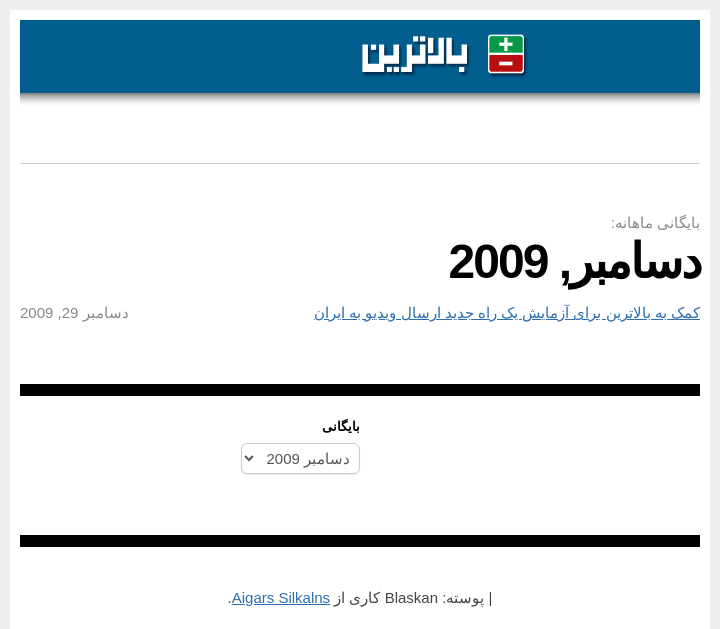 بالاترین
بایگانی ماهانه:
دسامبر, 2009
کمک به بالاترین برای آزمایش یک راه جدید ارسال ویدیو به ایران
دسامبر 29, 2009
بایگانی
دسامبر 2009
| پوسته: Blaskan کاری از Aigars Silkalns.